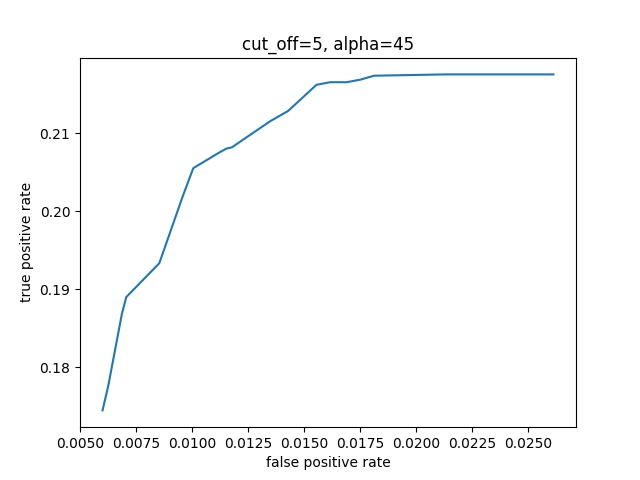 cut_off=5, alpha=45
true positive rate
0.21
0.20
0.19
0.18
0.0050 0.0075 0.0100 0.0125 0.0150 0.0175 0.0200 0.0225 0.0250
false positive rate